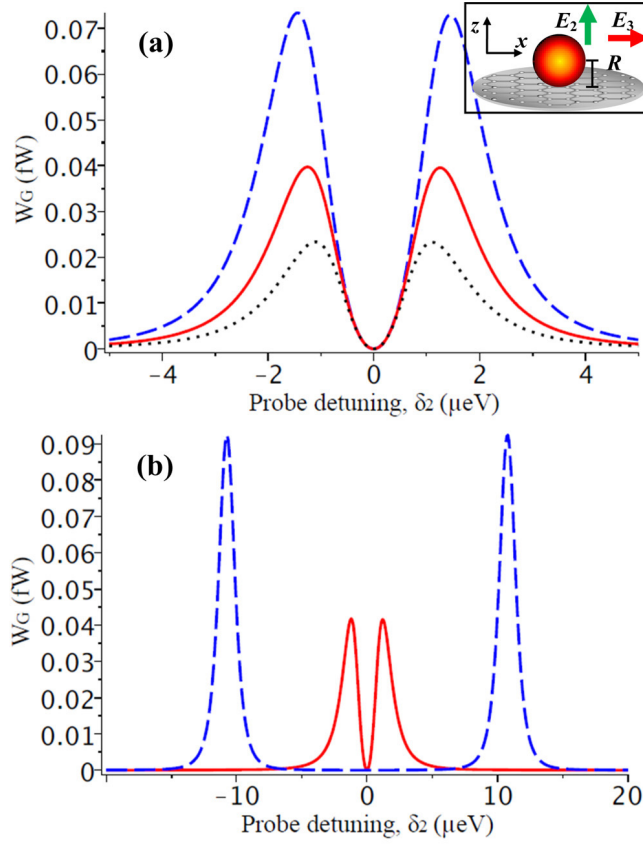 (a)
z
x
E2
E3
R
0.07
0.06
0.05
0.04
0.03
0.02
0.01
0
WG (fW)
−4 −2 0 2 4
Probe detuning, δ2 (µeV)
(b)
0.09
0.08
0.07
0.06
0.05
0.04
0.03
0.02
0.01
0
WG (fW)
−10 0 10 20
Probe detuning, δ2 (µeV)